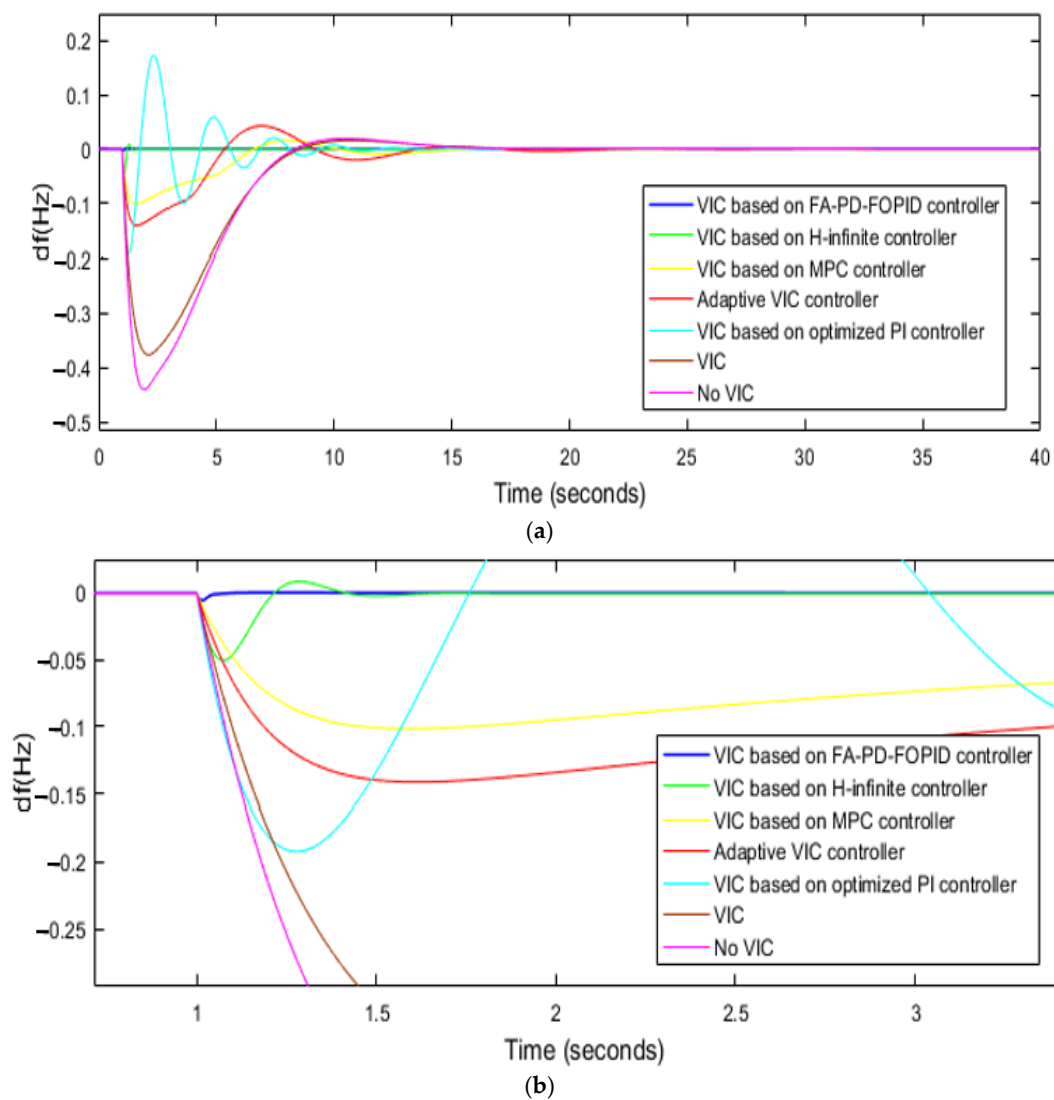 0.2
0.1
0
−0.1
−0.2
−0.3
−0.4
−0.5
df(Hz)
VIC based on FA-PD-FOPID controller
VIC based on H-infinite controller
VIC based on MPC controller
Adaptive VIC controller
VIC based on optimized PI controller
VIC
No VIC
0 5 10 15 20 25 30 35 40
Time (seconds)
(a)
0
−0.05
−0.1
−0.15
−0.2
−0.25
df(Hz)
VIC based on FA-PD-FOPID controller
VIC based on H-infinite controller
VIC based on MPC controller
Adaptive VIC controller
VIC based on optimized PI controller
VIC
No VIC
1 1.5 2 2.5 3
Time (seconds)
(b)